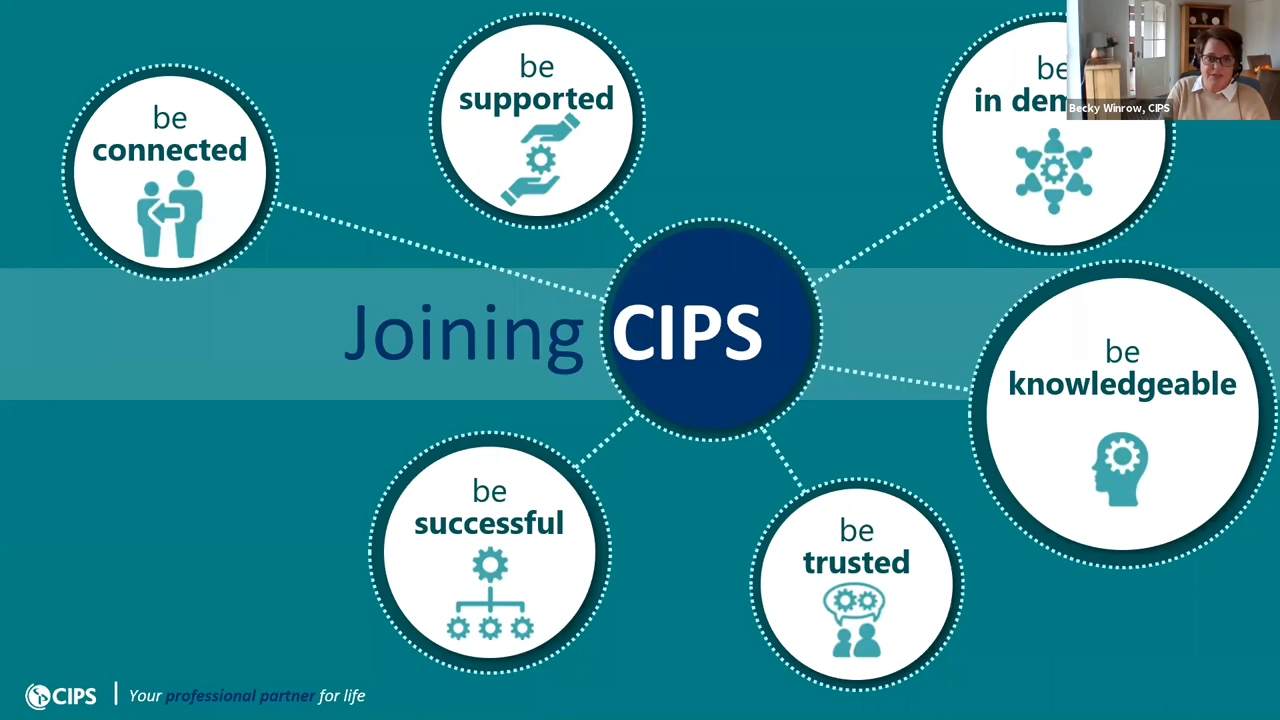 be
connected
be
supported
be
in dem
Becky Winrow, CIPS
Joining CIPS
be
knowledgeable
be
successful
be
trusted
CIPS
Your professional partner for life